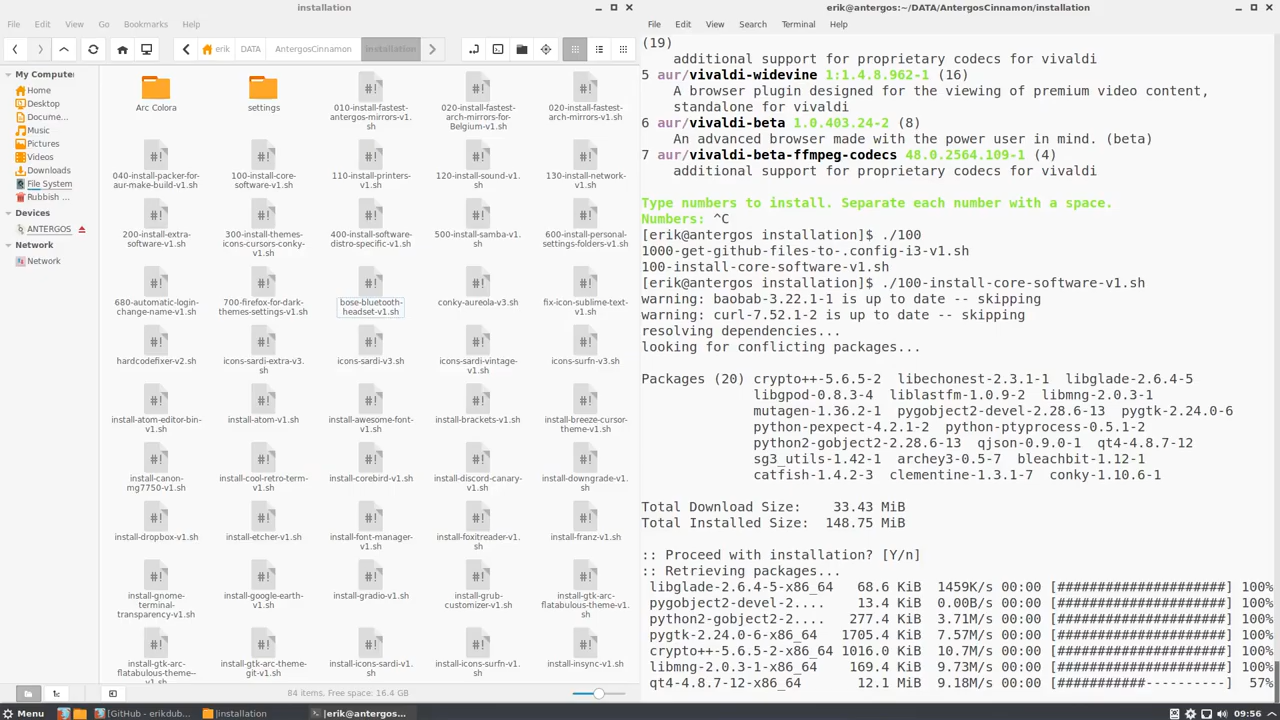 installation
File Edit View Go Bookmarks Help
erik DATA AntergosCinnamon installation
My Compute
Home
Desktop
Docume...
Music
Pictures
Videos
Downloads
File System
Rubbish ...
Devices
ANTERGOS
Network
Network
Arc Colora
settings
010-install-fastest-
antergos-mirrors-v1.
sh
020-install-fastest-
arch-mirrors-for-
Belgium-v1.sh
020-install-fastest-
arch-mirrors-v1.sh
040-install-packer-for-
aur-make-build-v1.sh
100-install-core-
software-v1.sh
110-install-printers-
v1.sh
120-install-sound-v1.
sh
130-install-network-
v1.sh
200-install-extra-
software-v1.sh
300-install-themes-
icons-cursors-conky-
v1.sh
400-install-software-
distro-specific-v1.sh
500-install-samba-v1.
sh
600-install-personal-
settings-folders-v1.sh
680-automatic-login-
change-name-v1.sh
700-firefox-for-dark-
themes-settings-v1.sh
bose-bluetooth-
headset-v1.sh
conky-aureola-v3.sh
fix-icon-sublime-text-
v1.sh
hardcodefixer-v2.sh
icons-sardi-extra-v3.
sh
icons-sardi-v3.sh
icons-sardi-vintage-
v1.sh
icons-surfn-v3.sh
install-atom-editor-bin-
v1.sh
install-atom-v1.sh
install-awesome-font-
v1.sh
install-brackets-v1.sh
install-breeze-cursor-
theme-v1.sh
install-canon-
mg7750-v1.sh
install-cool-retro-term-
v1.sh
install-corebird-v1.sh
install-discord-canary-
v1.sh
install-downgrade-v1.
sh
install-dropbox-v1.sh
install-etcher-v1.sh
install-font-manager-
v1.sh
install-foxitreader-v1.
sh
install-franz-v1.sh
install-gnome-
terminal-
transparency-v1.sh
install-google-earth-
v1.sh
install-gradio-v1.sh
install-grub-
customizer-v1.sh
install-gtk-arc-
flatabulous-theme-
v1.sh
install-gtk-arc-
flatabulous-theme--
v1.sh
install-gtk-arc-theme-
git-v1.sh
install-icons-sardi-v1.
sh
install-icons-surfn-v1.
sh
install-insync-v1.sh
84 items, Free space: 16.4 GB
erik@antergos:~/DATA/AntergosCinnamon/installation
File Edit View Search Terminal Help
(19)
additional support for proprietary codecs for vivaldi
5 aur/vivaldi-widevine 1:1.4.8.962-1 (16)
A browser plugin designed for the viewing of premium video content,
standalone for vivaldi
6 aur/vivaldi-beta 1.0.403.24-2 (8)
An advanced browser made with the power user in mind. (beta)
7 aur/vivaldi-beta-ffmpeg-codecs 48.0.2564.109-1 (4)
additional support for proprietary codecs for vivaldi
Type numbers to install. Separate each number with a space.
Numbers: ^C
[erik@antergos installation]$ ./100
1000-get-github-files-to-.config-i3-v1.sh
100-install-core-software-v1.sh
[erik@antergos installation]$ ./100-install-core-software-v1.sh
warning: baobab-3.22.1-1 is up to date -- skipping
warning: curl-7.52.1-2 is up to date -- skipping
resolving dependencies...
looking for conflicting packages...
Packages (20) crypto++-5.6.5-2 libechonest-2.3.1-1 libglade-2.6.4-5
libgpod-0.8.3-4 liblastfm-1.0.9-2 libmng-2.0.3-1
mutagen-1.36.2-1 pygobject2-devel-2.28.6-13 pygtk-2.24.0-6
python-pexpect-4.2.1-2 python-ptyprocess-0.5.1-2
python2-gobject2-2.28.6-13 qjson-0.9.0-1 qt4-4.8.7-12
sg3_utils-1.42-1 archey3-0.5-7 bleachbit-1.12-1
catfish-1.4.2-3 clementine-1.3.1-7 conky-1.10.6-1
Total Download Size: 33.43 MiB
Total Installed Size: 148.75 MiB
:: Proceed with installation? [Y/n]
:: Retrieving packages...
libglade-2.6.4-5-x86_64 68.6 KiB 1459K/s 00:00 [######################] 100%
pygobject2-devel-2.... 13.4 KiB 0.00B/s 00:00 [######################] 100%
python2-gobject2-2.... 277.4 KiB 3.71M/s 00:00 [######################] 100%
pygtk-2.24.0-6-x86_64 1705.4 KiB 7.57M/s 00:00 [######################] 100%
crypto++-5.6.5-2-x86_64 1016.0 KiB 10.7M/s 00:00 [######################] 100%
libmng-2.0.3-1-x86_64 169.4 KiB 9.73M/s 00:00 [######################] 100%
qt4-4.8.7-12-x86_64 12.1 MiB 9.18M/s 00:00 [############----------] 57%
Menu [GitHub - erikdub... installation erik@antergos:... 09:56